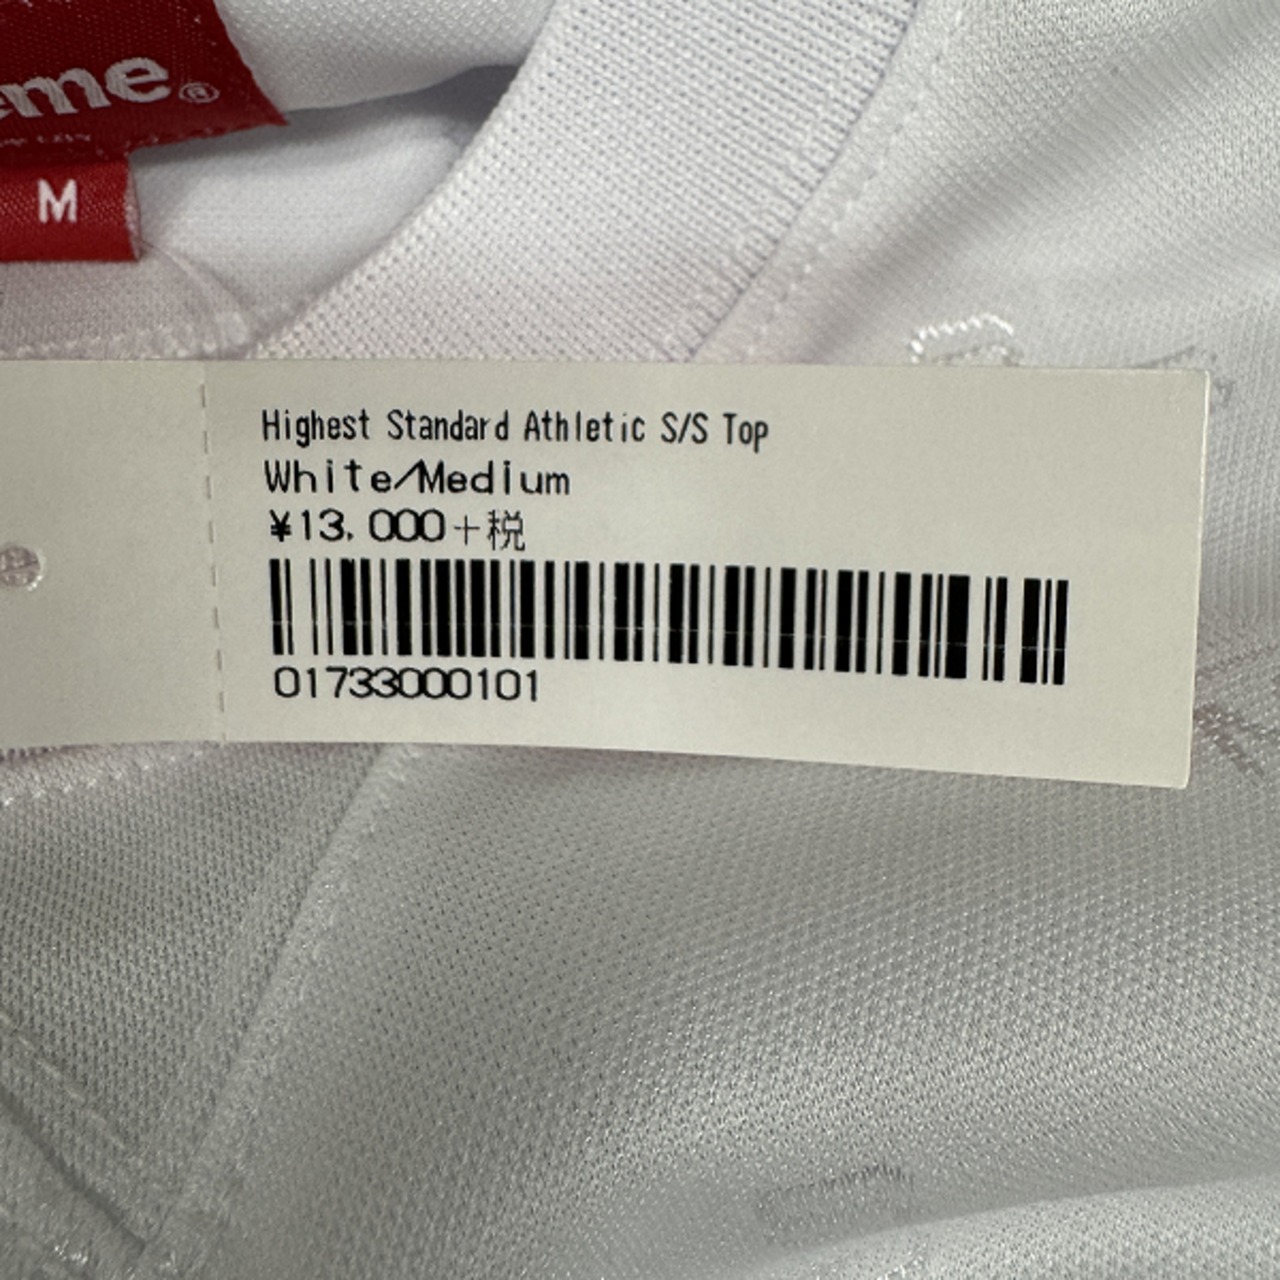 eme®
M
Highest Standard Athletic S/S Top
White/Medium
¥13,000+税
01733000101